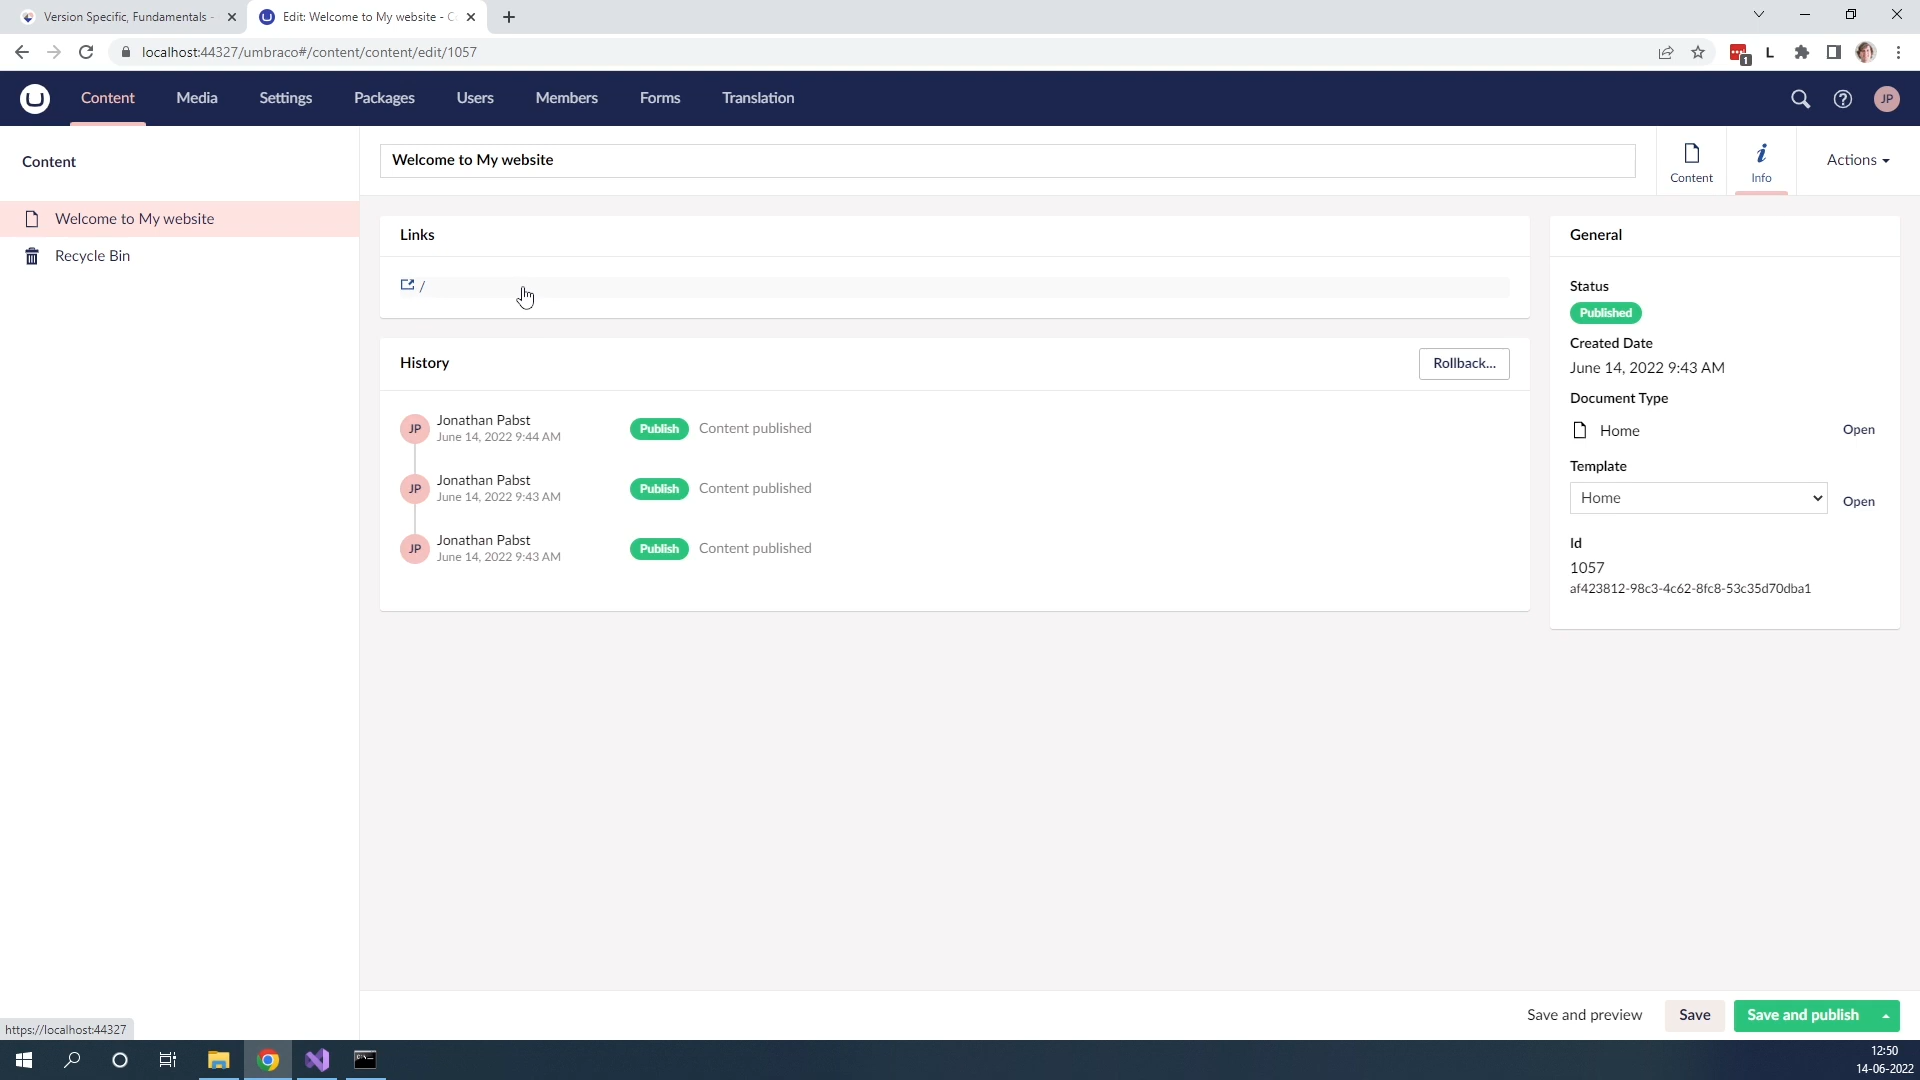 Version Specific, Fundamentals -
Edit: Welcome to My website - C
localhost:44327/umbraco#/content/content/edit/1057
L
1
Content
Media
Settings
Packages
Users
Members
Forms
Translation
JP
Content
Welcome to My website
Content
Info
Actions
Welcome to My website
Recycle Bin
Links
/
History
Rollback...
JP
Jonathan Pabst
June 14, 2022 9:44 AM
Publish
Content published
JP
Jonathan Pabst
June 14, 2022 9:43 AM
Publish
Content published
JP
Jonathan Pabst
June 14, 2022 9:43 AM
Publish
Content published
General
Status
Published
Created Date
June 14, 2022 9:43 AM
Document Type
Home
Open
Template
Home
Open
Id
1057
af423812-98c3-4c62-8fc8-53c35d70dba1
Save and preview
Save
Save and publish
https://localhost:44327
12:50
14-06-2022